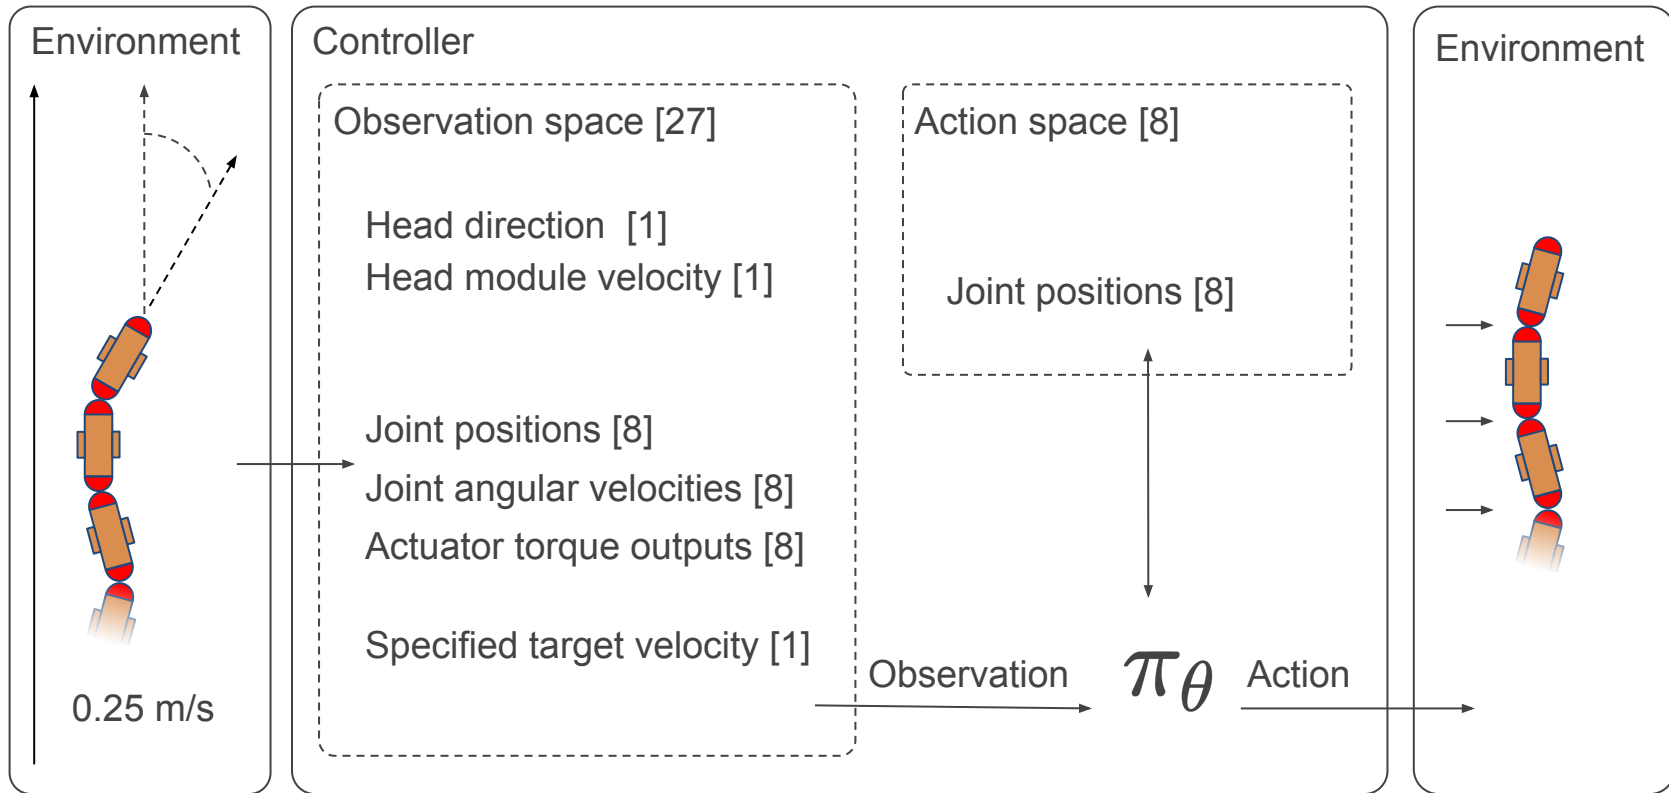 Environment
0.25 m/s
Controller
Observation space [27]
Head direction [1]
Head module velocity [1]
Joint positions [8]
Joint angular velocities [8]
Actuator torque outputs [8]
Specified target velocity [1]
Action space [8]
Joint positions [8]
Observation
πθ
Action
Environment